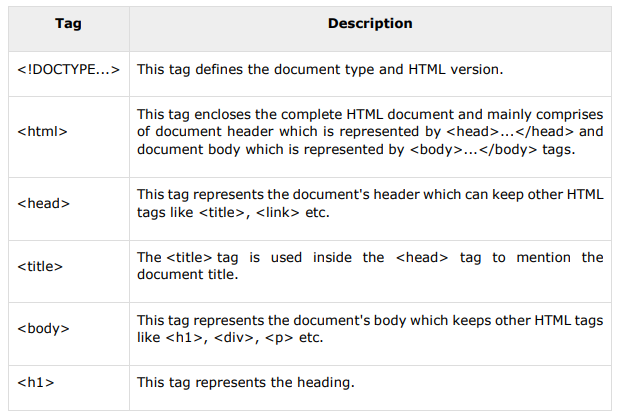 Tag Description
<!DOCTYPE...> This tag defines the document type and HTML version.
This tag encloses the complete HTML document and mainly comprises
<html> of document header which is represented by <head>...</head> and
document body which is represented by <body>...</body> tags.
<head> This tag represents the document's header which can keep other HTML
tags like <title>, <link> etc.
<title> The <title> tag is used inside the <head> tag to mention the
document title.
<body> This tag represents the document's body which keeps other HTML tags
like <h1>, <div>, <p> etc.
<h1> This tag represents the heading.